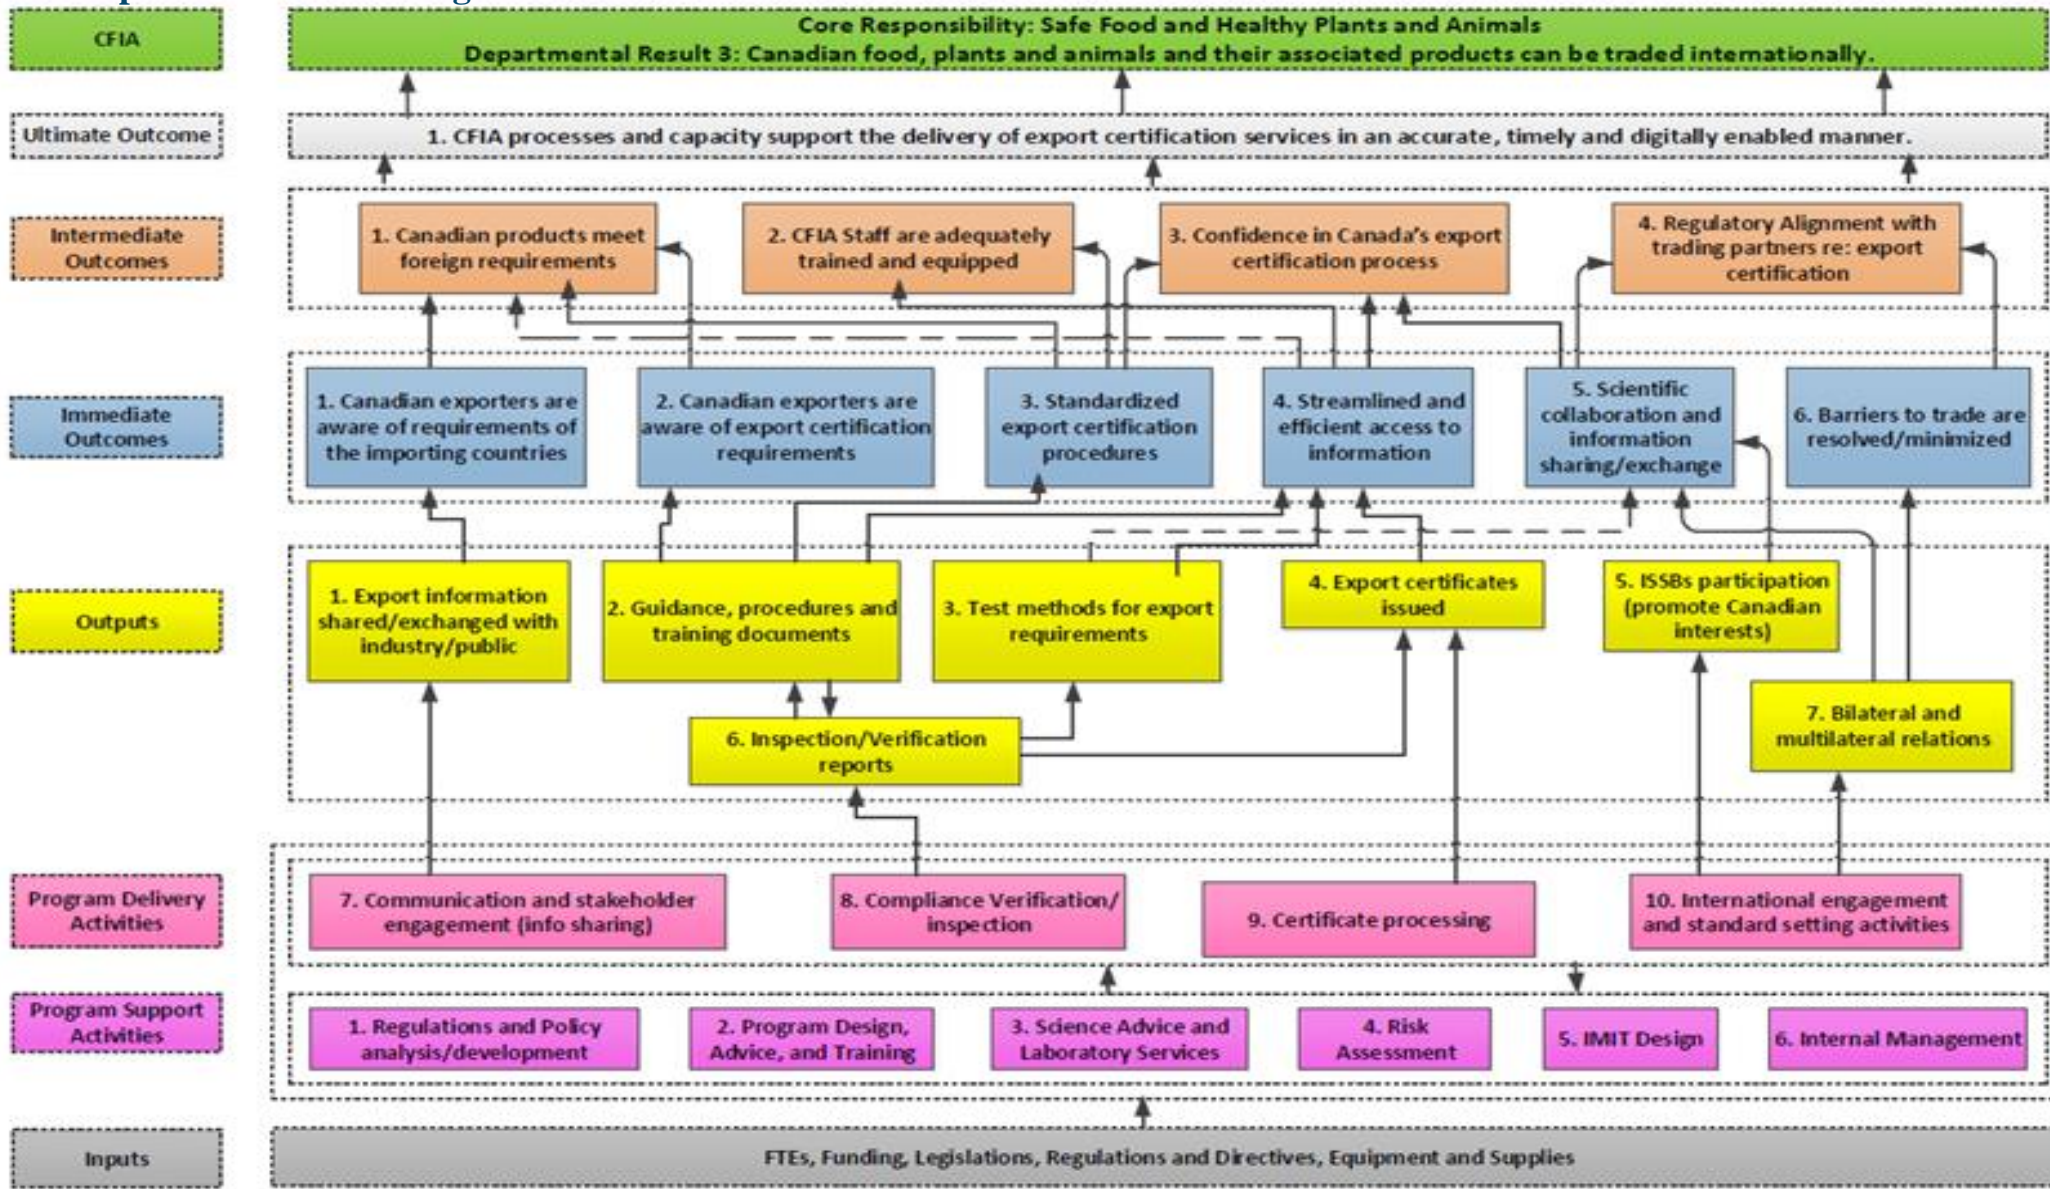 CFIA
Core Responsibility: Safe Food and Healthy Plants and Animals
Departmental Result 3: Canadian food, plants and animals and their associated products can be traded internationally.
Ultimate Outcome
1. CFIA processes and capacity support the delivery of export certification services in an accurate, timely and digitally enabled manner.
Intermediate
Outcomes
1. Canadian products meet
foreign requirements
2. CFIA Staff are adequately
trained and equipped
3. Confidence in Canada's export
certification process
4. Regulatory Alignment with
trading partners re: export
certification
Immediate
Outcomes
1. Canadian exporters are
aware of requirements of
the importing countries
2. Canadian exporters are
aware of export certification
requirements
3. Standardized
export certification
procedures
4. Streamlined and
efficient access to
information
5. Scientific
collaboration and
information
sharing/exchange
6. Barriers to trade are
resolved/minimized
Outputs
1. Export information
shared/exchanged with
industry/public
2. Guidance, procedures and
training documents
3. Test methods for export
requirements
4. Export certificates
issued
5. ISSBs participation
(promote Canadian
interests)
6. Inspection/Verification
reports
7. Bilateral and
multilateral relations
Program Delivery
Activities
7. Communication and stakeholder
engagement (info sharing)
8. Compliance Verification/
inspection
9. Certificate processing
10. International engagement
and standard setting activities
Program Support
Activities
1. Regulations and Policy
analysis/development
2. Program Design,
Advice, and Training
3. Science Advice and
Laboratory Services
4. Risk
Assessment
5. IMIT Design
6. Internal Management
Inputs
FTEs, Funding, Legislations, Regulations and Directives, Equipment and Supplies